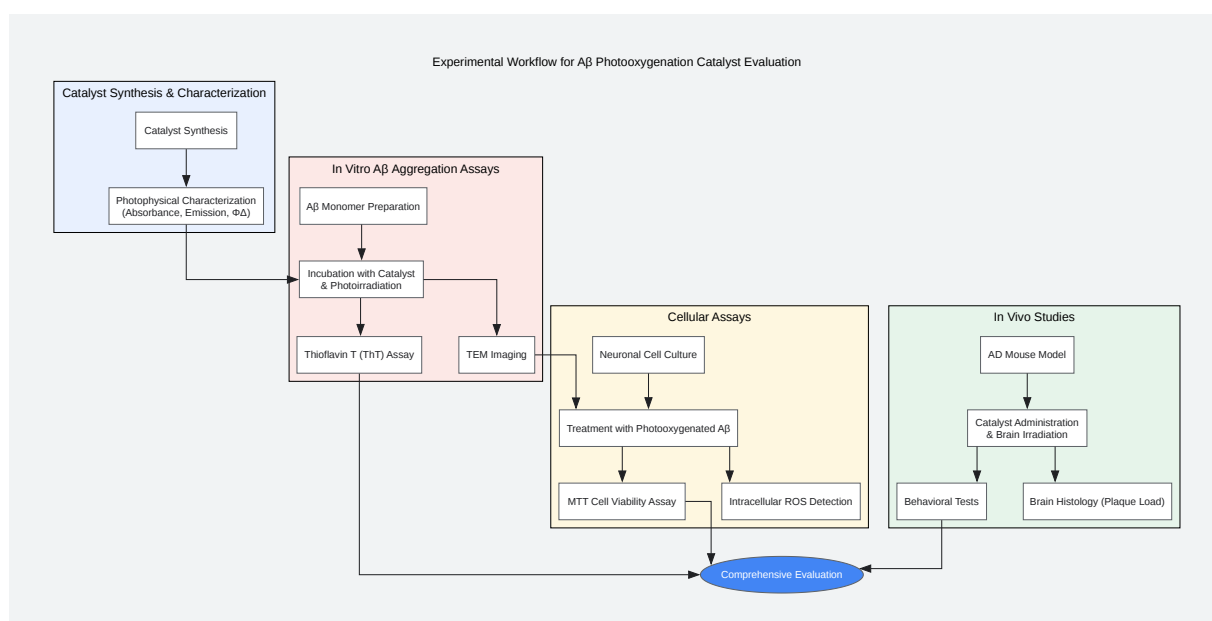 Experimental Workflow for Aβ Photooxygenation Catalyst Evaluation
Catalyst Synthesis & Characterization
Catalyst Synthesis
Photophysical Characterization
(Absorbance, Emission, ΦΔ)
In Vitro Aβ Aggregation Assays
Aβ Monomer Preparation
Incubation with Catalyst
& Photoirradiation
Thioflavin T (ThT) Assay
TEM Imaging
Cellular Assays
Neuronal Cell Culture
Treatment with Photooxygenated Aβ
MTT Cell Viability Assay
Intracellular ROS Detection
In Vivo Studies
AD Mouse Model
Catalyst Administration
& Brain Irradiation
Behavioral Tests
Brain Histology (Plaque Load)
Comprehensive Evaluation